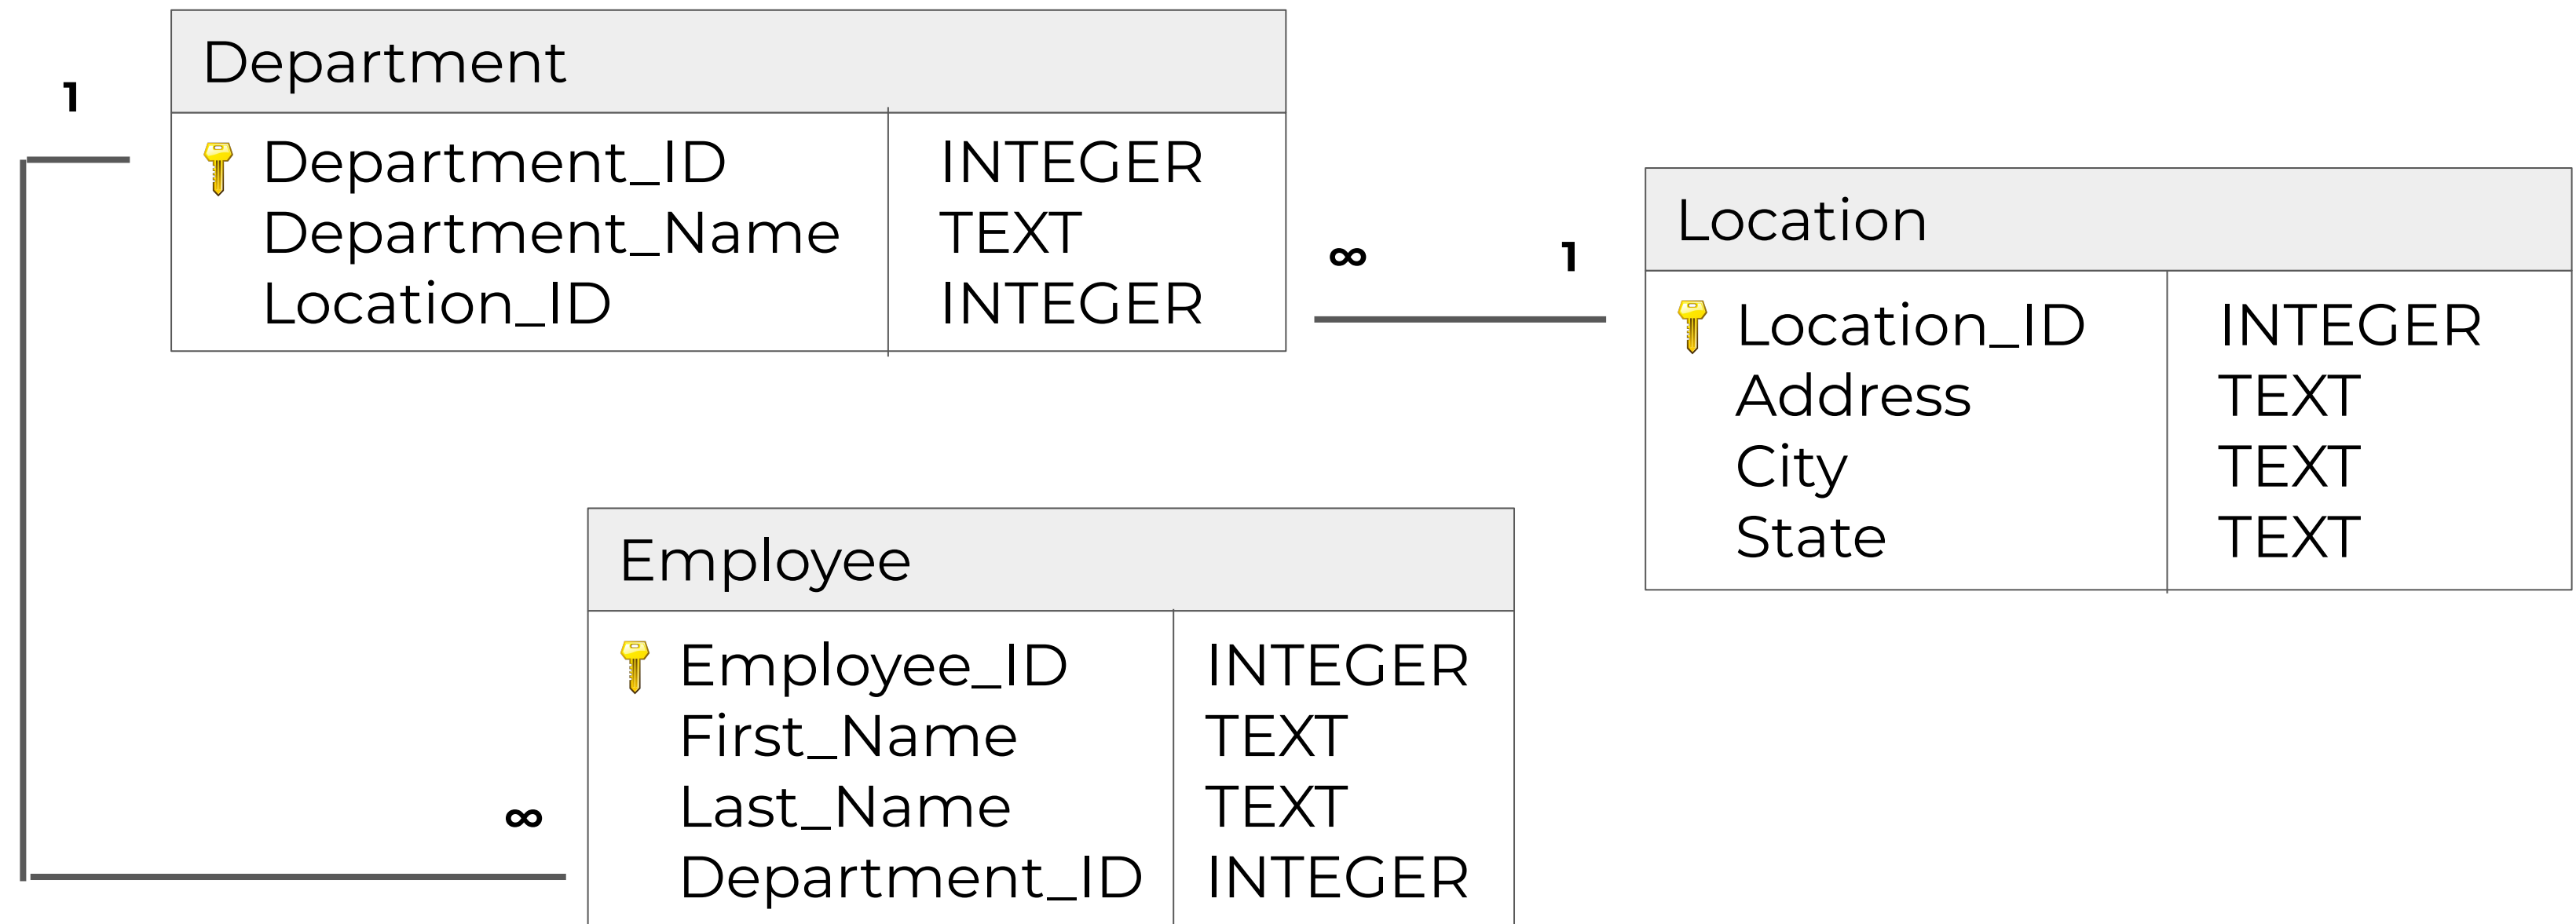 Department
1
Department_ID INTEGER
Department_Name TEXT
Location_ID INTEGER
∞ 1
Location
Location_ID INTEGER
Address TEXT
City TEXT
State TEXT
Employee
Employee_ID INTEGER
First_Name TEXT
Last_Name TEXT
∞
Department_ID INTEGER